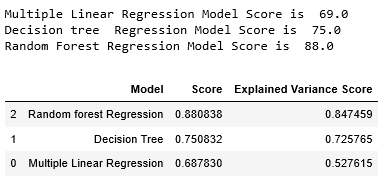 Multiple Linear Regression Model Score is  69.0
Decision tree  Regression Model Score is  75.0
Random Forest Regression Model Score is  88.0
Model Score Explained Variance Score
2 Random forest Regression 0.880838 0.847459
1 Decision Tree 0.750832 0.725765
0 Multiple Linear Regression 0.687830 0.527615